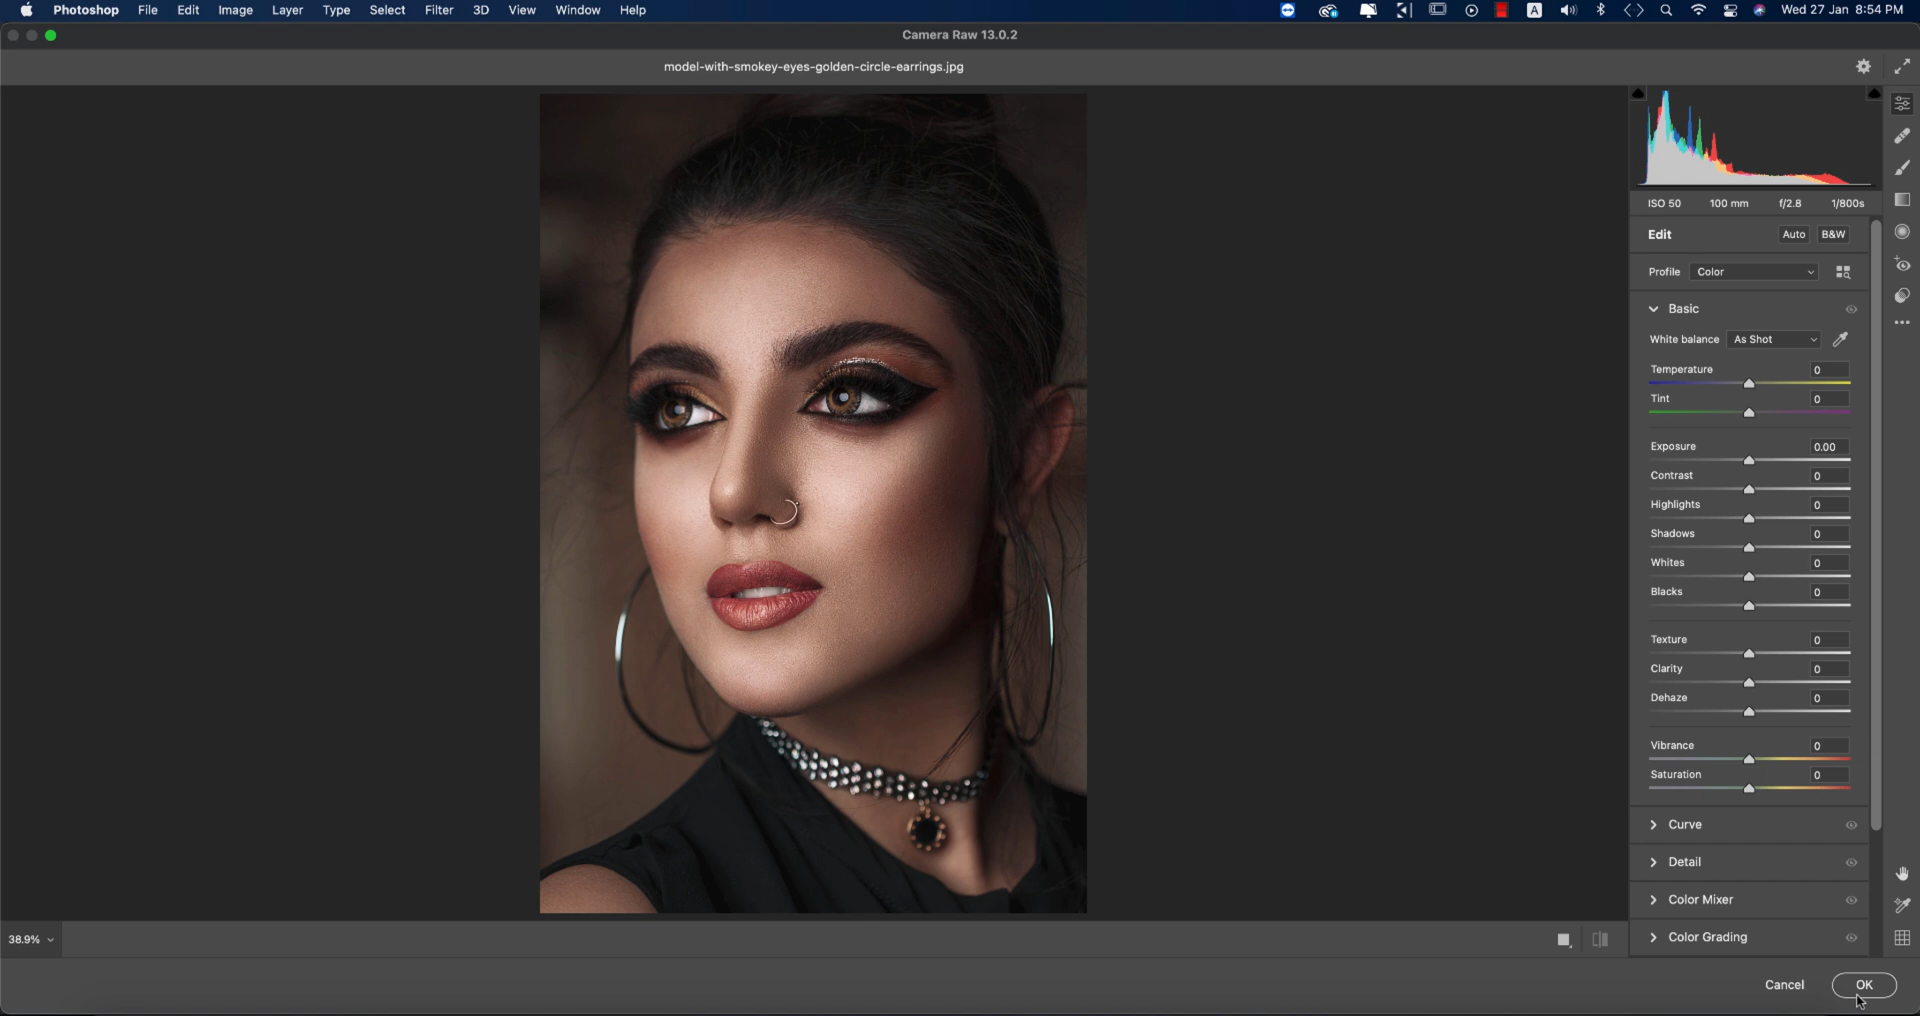 Photoshop File Edit Image Layer Type Select Filter 3D View Window Help A Wed 27 Jan 8:54 PM
Camera Raw 13.0.2
model-with-smokey-eyes-golden-circle-earrings.jpg
ISO 50 100 mm f/2.8 1/800s
Edit Auto B&W
Profile Color
Basic
White balance As Shot
Temperature 0
Tint 0
Exposure 0.00
Contrast 0
Highlights 0
Shadows 0
Whites 0
Blacks 0
Texture 0
Clarity 0
Dehaze 0
Vibrance 0
Saturation 0
Curve
Detail
Color Mixer
Color Grading
38.9%
Cancel OK